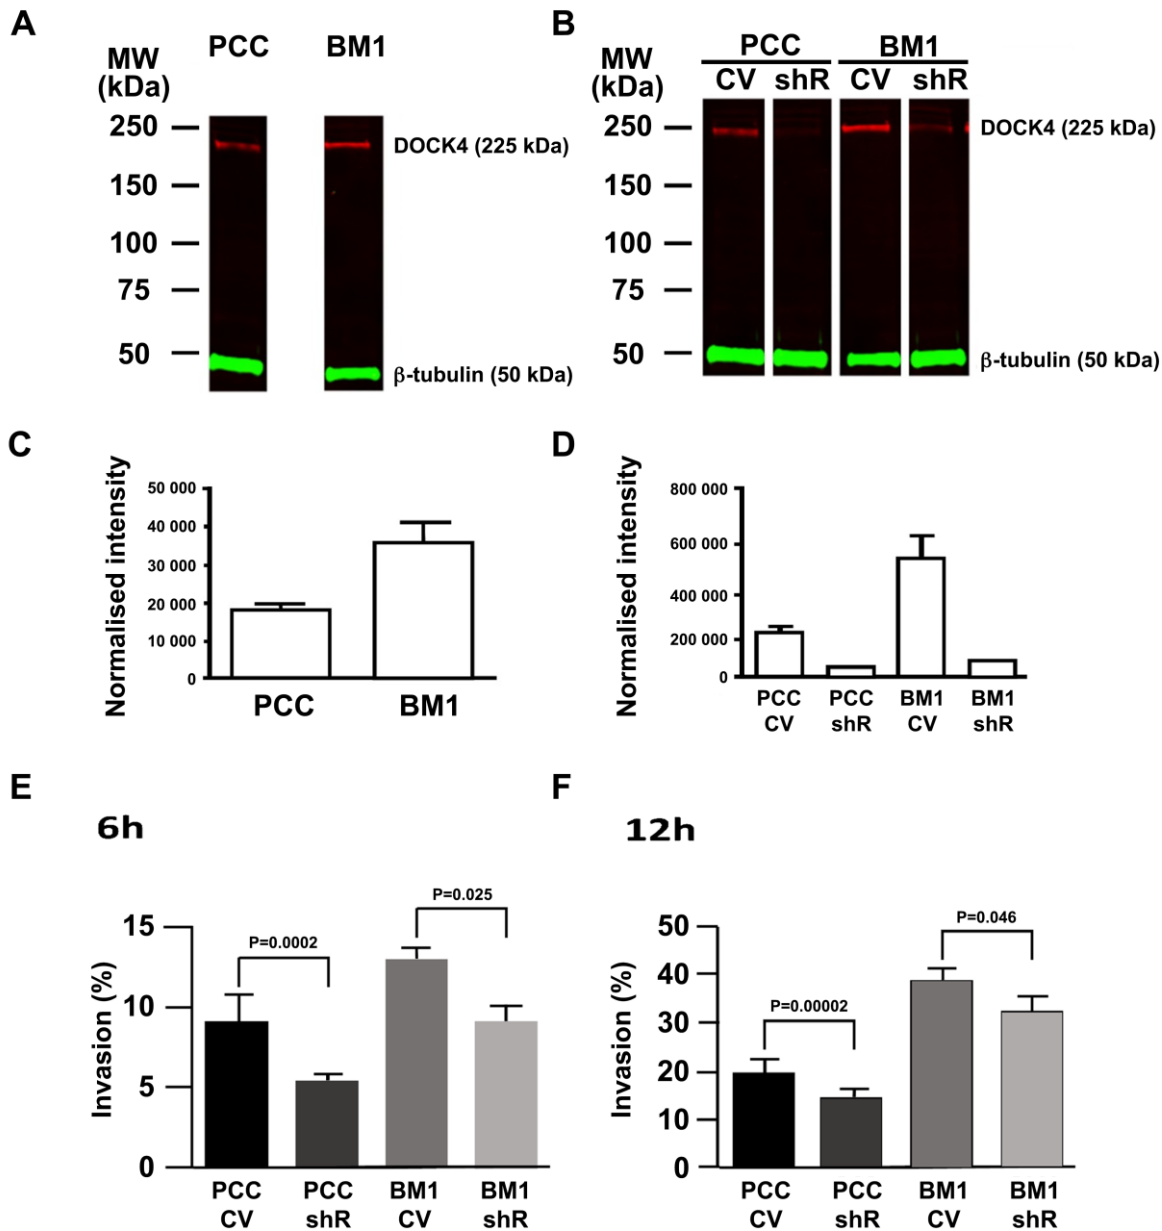 A
PCC BM1
MW
(kDa)
250
150
100
75
50
DOCK4 (225 kDa)
β-tubulin (50 kDa)
B
PCC BM1
MW
(kDa)
CV shR CV shR
250
150
100
75
50
DOCK4 (225 kDa)
β-tubulin (50 kDa)
C
Normalised intensity
50 000
40 000
30 000
20 000
10 000
0
PCC BM1
D
Normalised intensity
800 000
600 000
400 000
200 000
0
PCC PCC BM1 BM1
CV shR CV shR
E
6h
Invasion (%)
15
10
5
0
P=0.0002
P=0.025
PCC PCC BM1 BM1
CV shR CV shR
F
12h
Invasion (%)
50
40
30
20
10
0
P=0.00002
P=0.046
PCC PCC BM1 BM1
CV shR CV shR